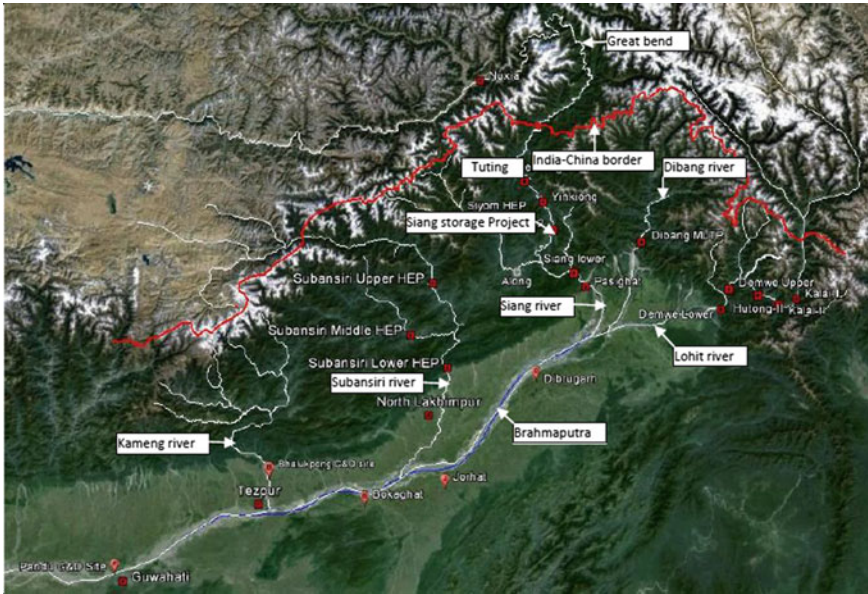 Great bend
Nuxia
India-China border
Tuting
Dibang river
Yinkiong
Siyom HEP
Siang storage Project
Dibang MLTP
Siang lower
Along
Pasighat
Subansiri Upper HEP
Demwe Upper
Kalai-I
Hutong-II
Kalai-II
Siang river
Demwe Lower
Subansiri Middle HEP
Lohit river
Subansiri Lower HEP
Dibrugarh
Subansiri river
North Lakhimpur
Brahmaputra
Kameng river
Bhalukpong G&D site
Jorhat
Tezpur
Bokaghat
Pandu G&D Site
Guwahati